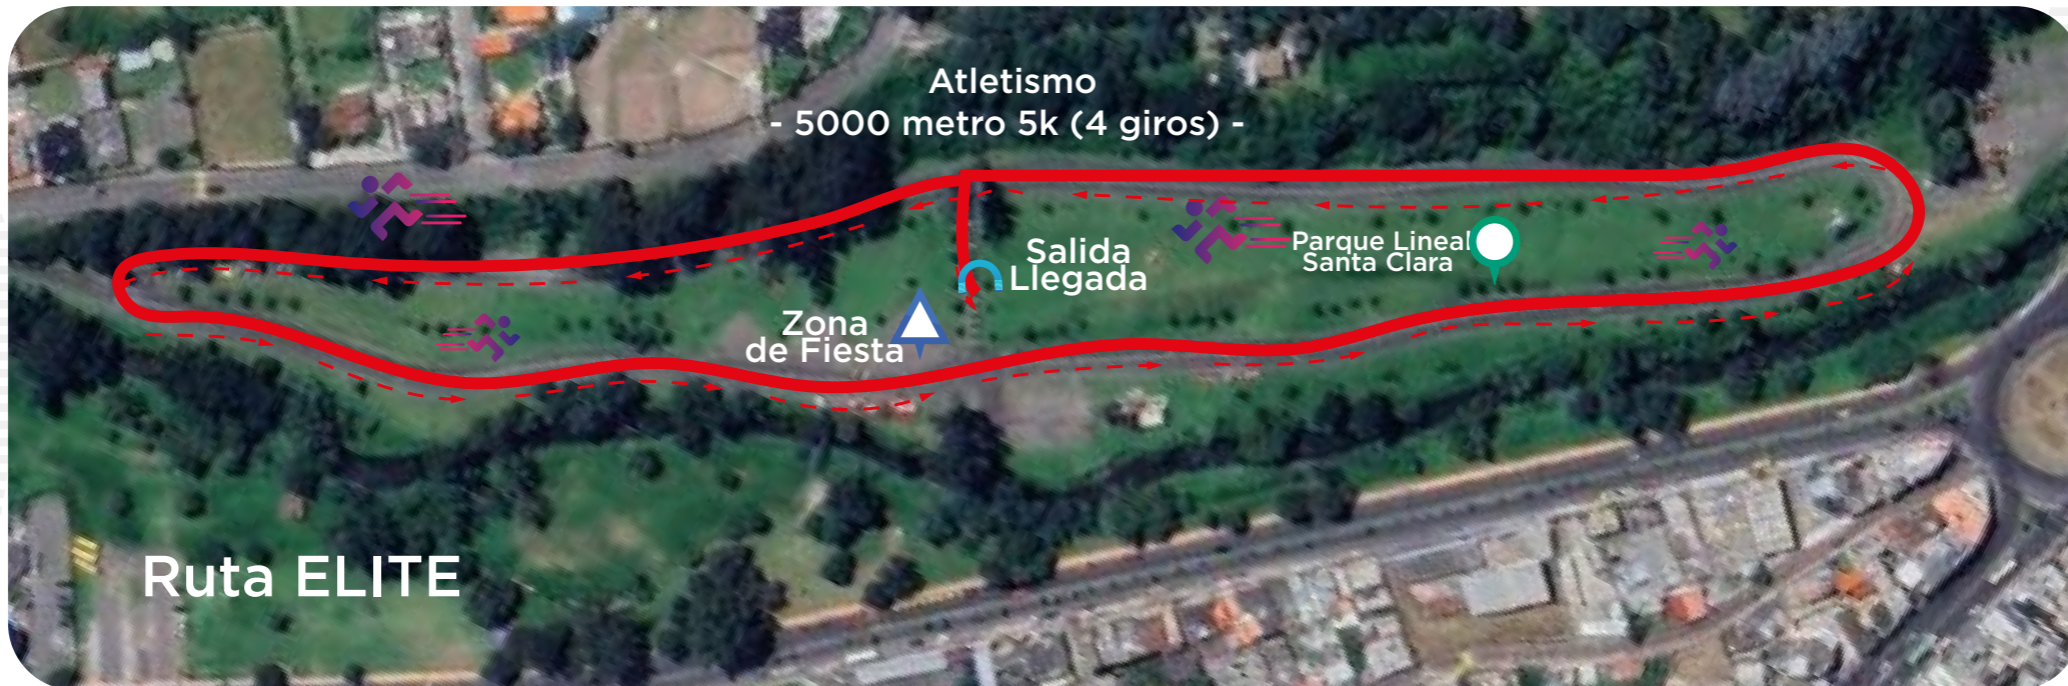 Atletismo
- 5000 metro 5k (4 giros) -
Salida
Llegada
Parque Lineal
Santa Clara
Zona
de Fiesta
Ruta ELITE